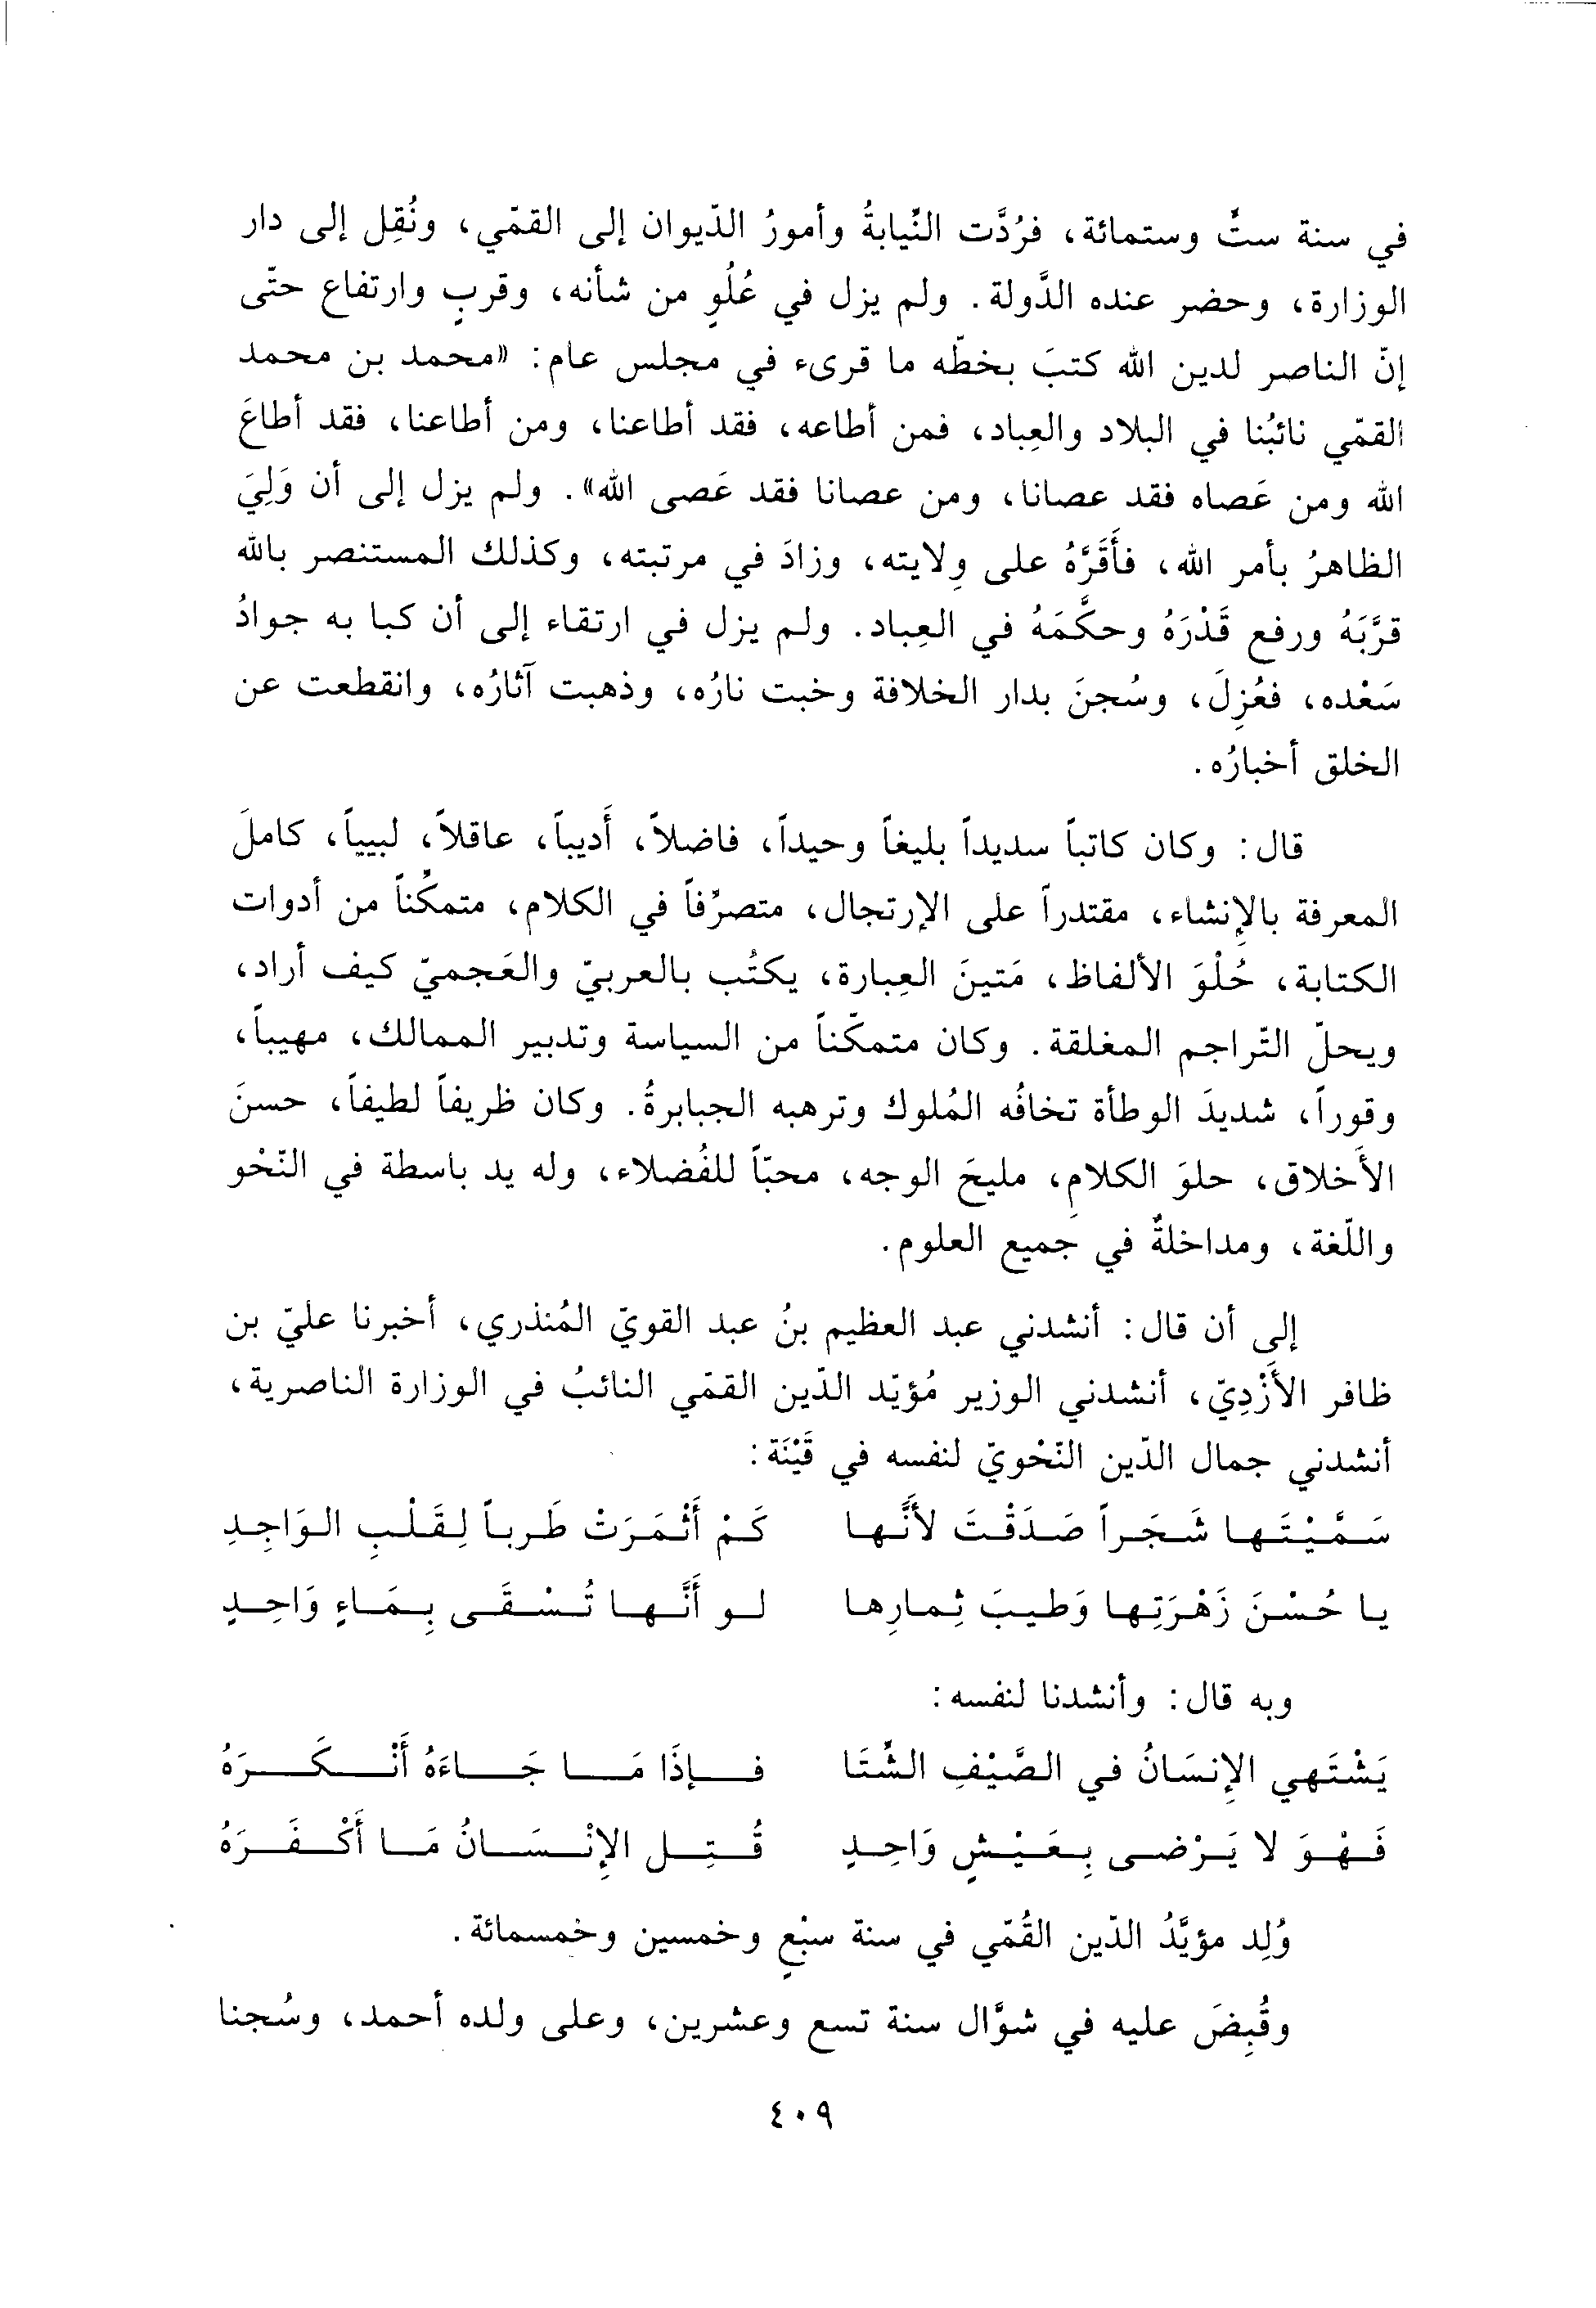 في سنة ستٍّ وستمائة، فرُدَّت النِّيابةُ وأمورُ الدّيوان إلى القمّي، ونُقِل إلى دار
الوزارة، وحضر عنده الدَّولة. ولم يزل في عُلُوٍ من شأنه، وقربٍ وارتفاع حتّى
إنّ الناصر لدين الله كتبَ بخطّه ما قرىء في مجلس عام: «محمد بن محمد
القمّي نائبُنا في البلاد والعِباد، فمن أطاعه، فقد أطاعنا، ومن أطاعنا، فقد أطاعَ
الله ومن عَصاه فقد عصانا، ومن عصانا فقد عَصى الله». ولم يزل إلى أن وَلِيَ
الظاهرُ بأمر الله، فأَقَرَّهُ على وِلايته، وزادَ في مرتبته، وكذلك المستنصر بالله
قرَّبَهُ ورفع قَدْرَهُ وحكَّمَهُ في العِباد. ولم يزل في ارتقاء إلى أن كبا به جوادُ
سَعْده، فعُزِلَ، وسُجنَ بدار الخلافة وخبت نارُه، وذهبت آثارُه، وانقطعت عن
الخلق أخبارُه.
قال: وكان كاتباً سديداً بليغاً وحيداً، فاضلاً، أَديباً، عاقلاً، لبيباً، كاملَ
المعرفة بالإِنشاء، مقتدراً على الإرتجال، متصرِّفاً في الكلام، متمكِّناً من أدوات
الكتابة، حُلْوَ الألفاظ، مَتينَ العِبارة، يكتُب بالعربيّ والعَجميّ كيف أراد،
ويحلّ التّراجم المغلقة. وكان متمكّناً من السياسة وتدبير الممالك، مهيباً،
وقوراً، شديدَ الوطأة تخافُه المُلوك وترهبه الجبابرةُ. وكان ظريفاً لطيفاً، حسنَ
الأَخلاق، حلوَ الكلامِ، مليحَ الوجه، محبّاً للفُضلاء، وله يد باسطة في النّحْو
واللّغة، ومداخلةٌ في جَميع العلوم.
إلى أن قال: أنشدني عبد العظيم بنُ عبد القويّ المُنذري، أخبرنا عليّ بن
ظافر الأَزْدِيّ، أنشدني الوزير مُؤيّد الدّين القمّي النائبُ في الوزارة الناصرية،
أنشدني جمال الدّين النّحْويّ لنفسه في قَيْنَة:
سَمَّيْتَها شَجَراً صَدَقْتَ لأَنَّها كَمْ أَثْمَرَتْ طَرباً لِقَلْبِ الوَاجِدِ
يا حُسْنَ زَهْرَتِها وَطيبَ ثِمارِها لو أَنَّها تُسْقَى بِمَاءٍ وَاحِدٍ
وبه قال: وأنشدنا لنفسه:
يَشْتَهي الإِنسَانُ في الصَّيْفِ الشِّتَا فإذَا مَا جَاءَهُ أَنْكَرَهُ
فَهْوَ لا يَرْضى بِعَيْشٍ وَاحِدٍ قُتِل الإِنْسَانُ مَا أَكْفَرَهُ
وُلِد مؤيَّدُ الدّين القُمّي في سنة سبْعٍ وخمسين وخمسمائة.
وقُبِضَ عليه في شوَّال سنة تسع وعشرين، وعلى ولده أحمد، وسُجنا
٤٠٩